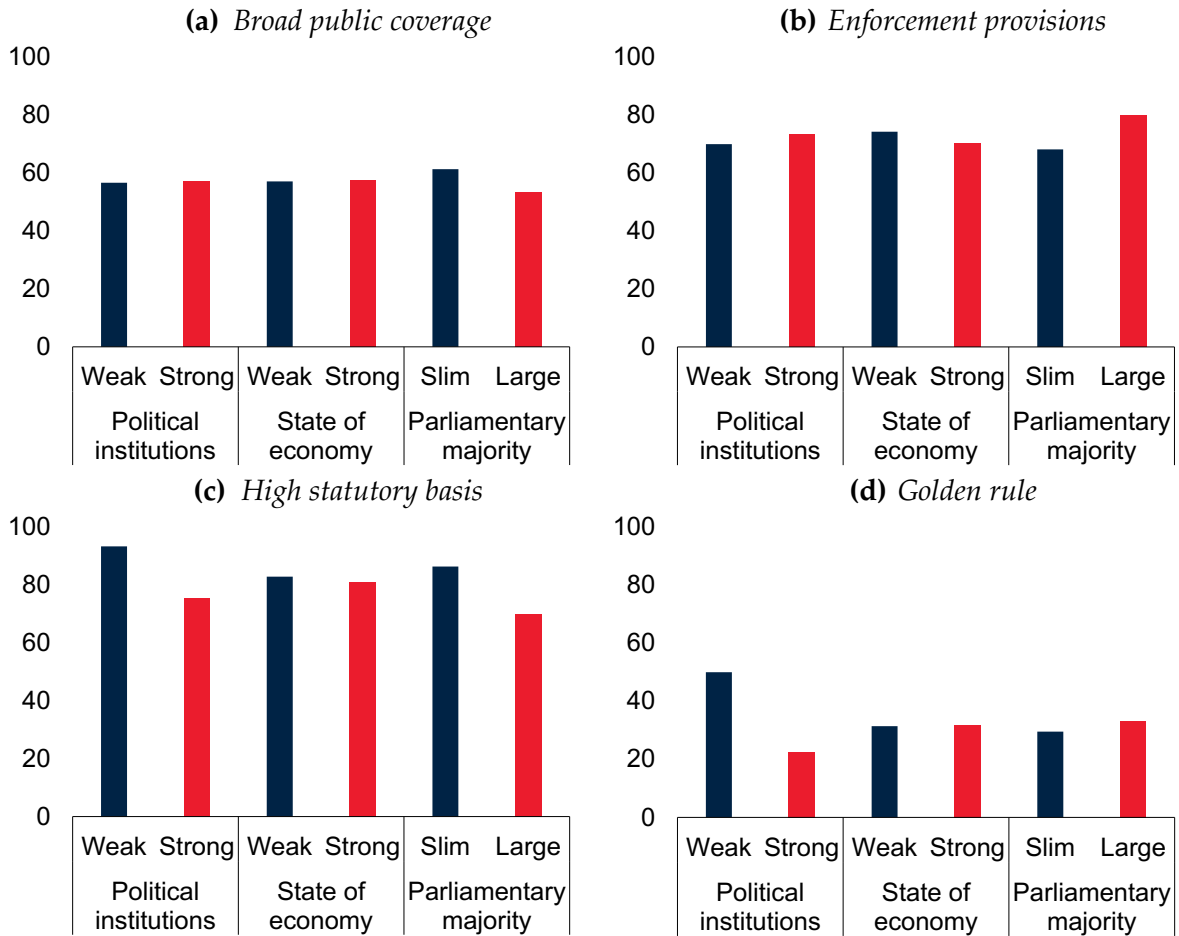 (a) Broad public coverage
100
80
60
40
20
0
Weak Strong Weak Strong Slim Large
Political institutions
State of economy
Parliamentary majority
(b) Enforcement provisions
100
80
60
40
20
0
Weak Strong Weak Strong Slim Large
Political institutions
State of economy
Parliamentary majority
(c) High statutory basis
100
80
60
40
20
0
Weak Strong Weak Strong Slim Large
Political institutions
State of economy
Parliamentary majority
(d) Golden rule
100
80
60
40
20
0
Weak Strong Weak Strong Slim Large
Political institutions
State of economy
Parliamentary majority